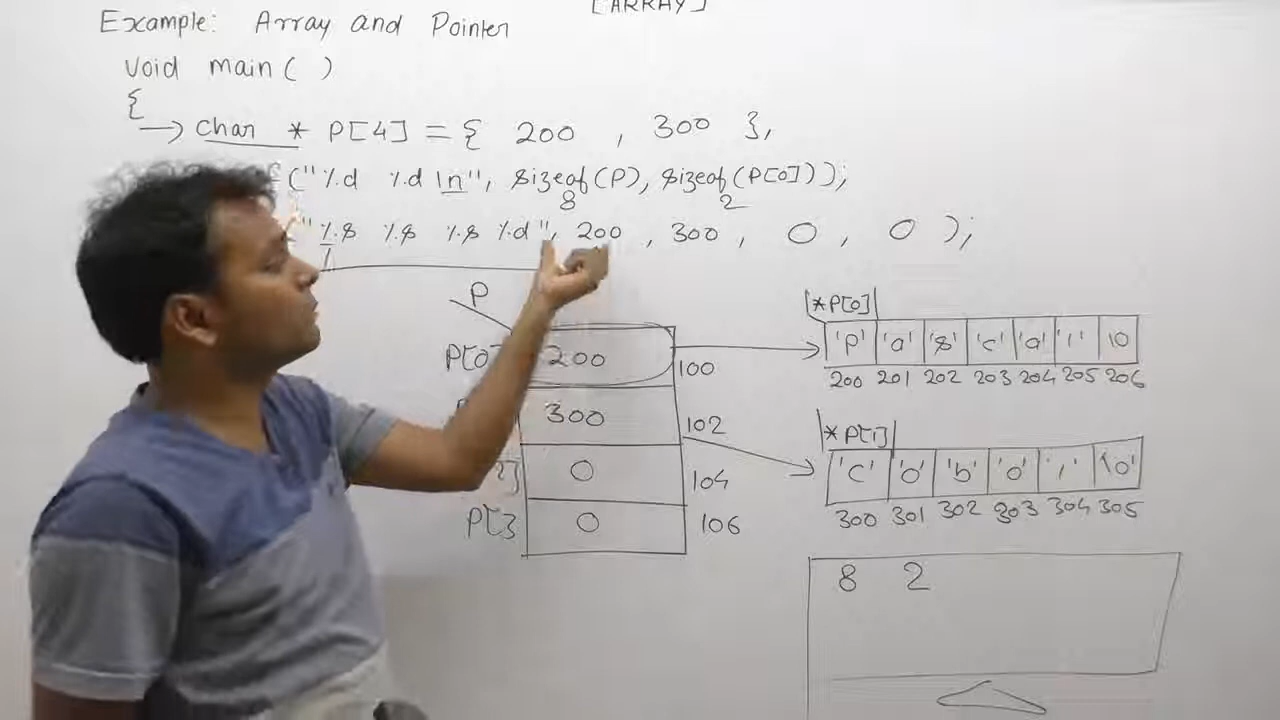 [ARRAY]
Example: Array and Pointer
void main( )
{
→ char * P[4] = { 200 , 300 },
("%d %d \n", sizeof(P), sizeof(P[0]));
8 2
"%s %s %s %d", 200 , 300 , 0 , 0 );
P
P[0 200 100
300 102
2] 0 104
P[3 0 106
*P[0]
'P' 'a' 's' 'c' 'a' 'l' \0
200 201 202 203 204 205 206
*P[1]
'C' 'o' 'b' 'o' 'l' '\0'
300 301 302 303 304 305
8 2